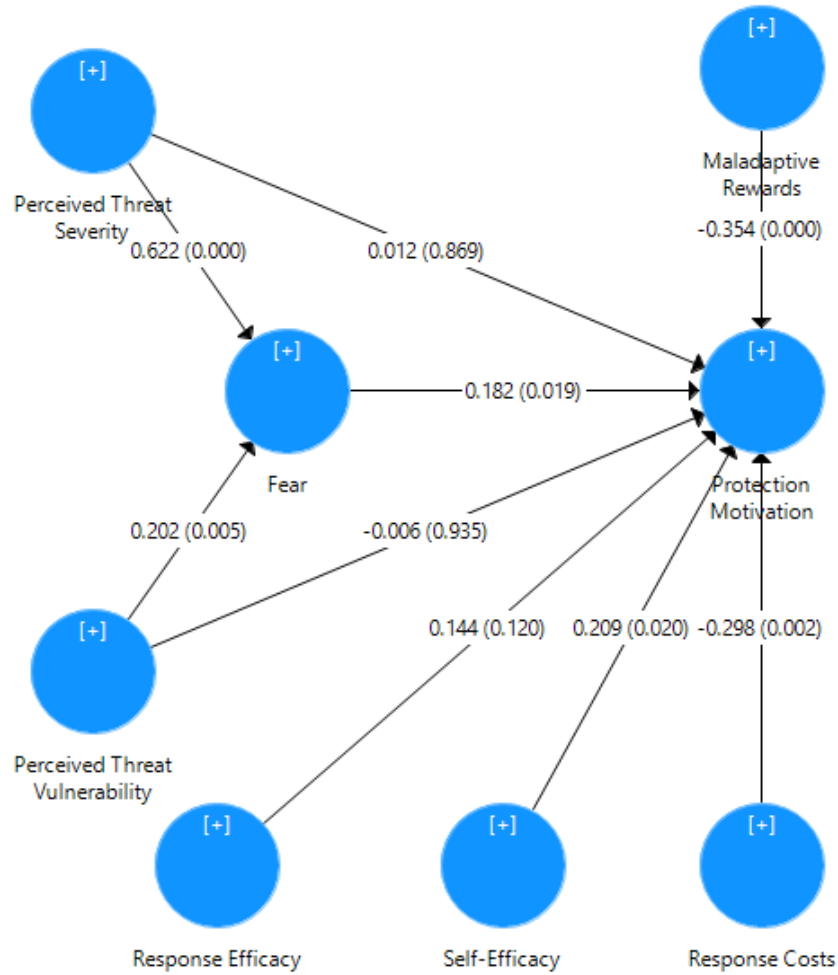 [+]
[+]
Maladaptive
Rewards
Perceived Threat
Severity
0.622 (0.000)
0.012 (0.869)
-0.354 (0.000)
[+]
[+]
0.182 (0.019)
Fear
Protection
Motivation
0.202 (0.005)
-0.006 (0.935)
[+]
0.144 (0.120)
0.209 (0.020)
-0.298 (0.002)
Perceived Threat
Vulnerability
[+]
[+]
[+]
Response Efficacy
Self-Efficacy
Response Costs